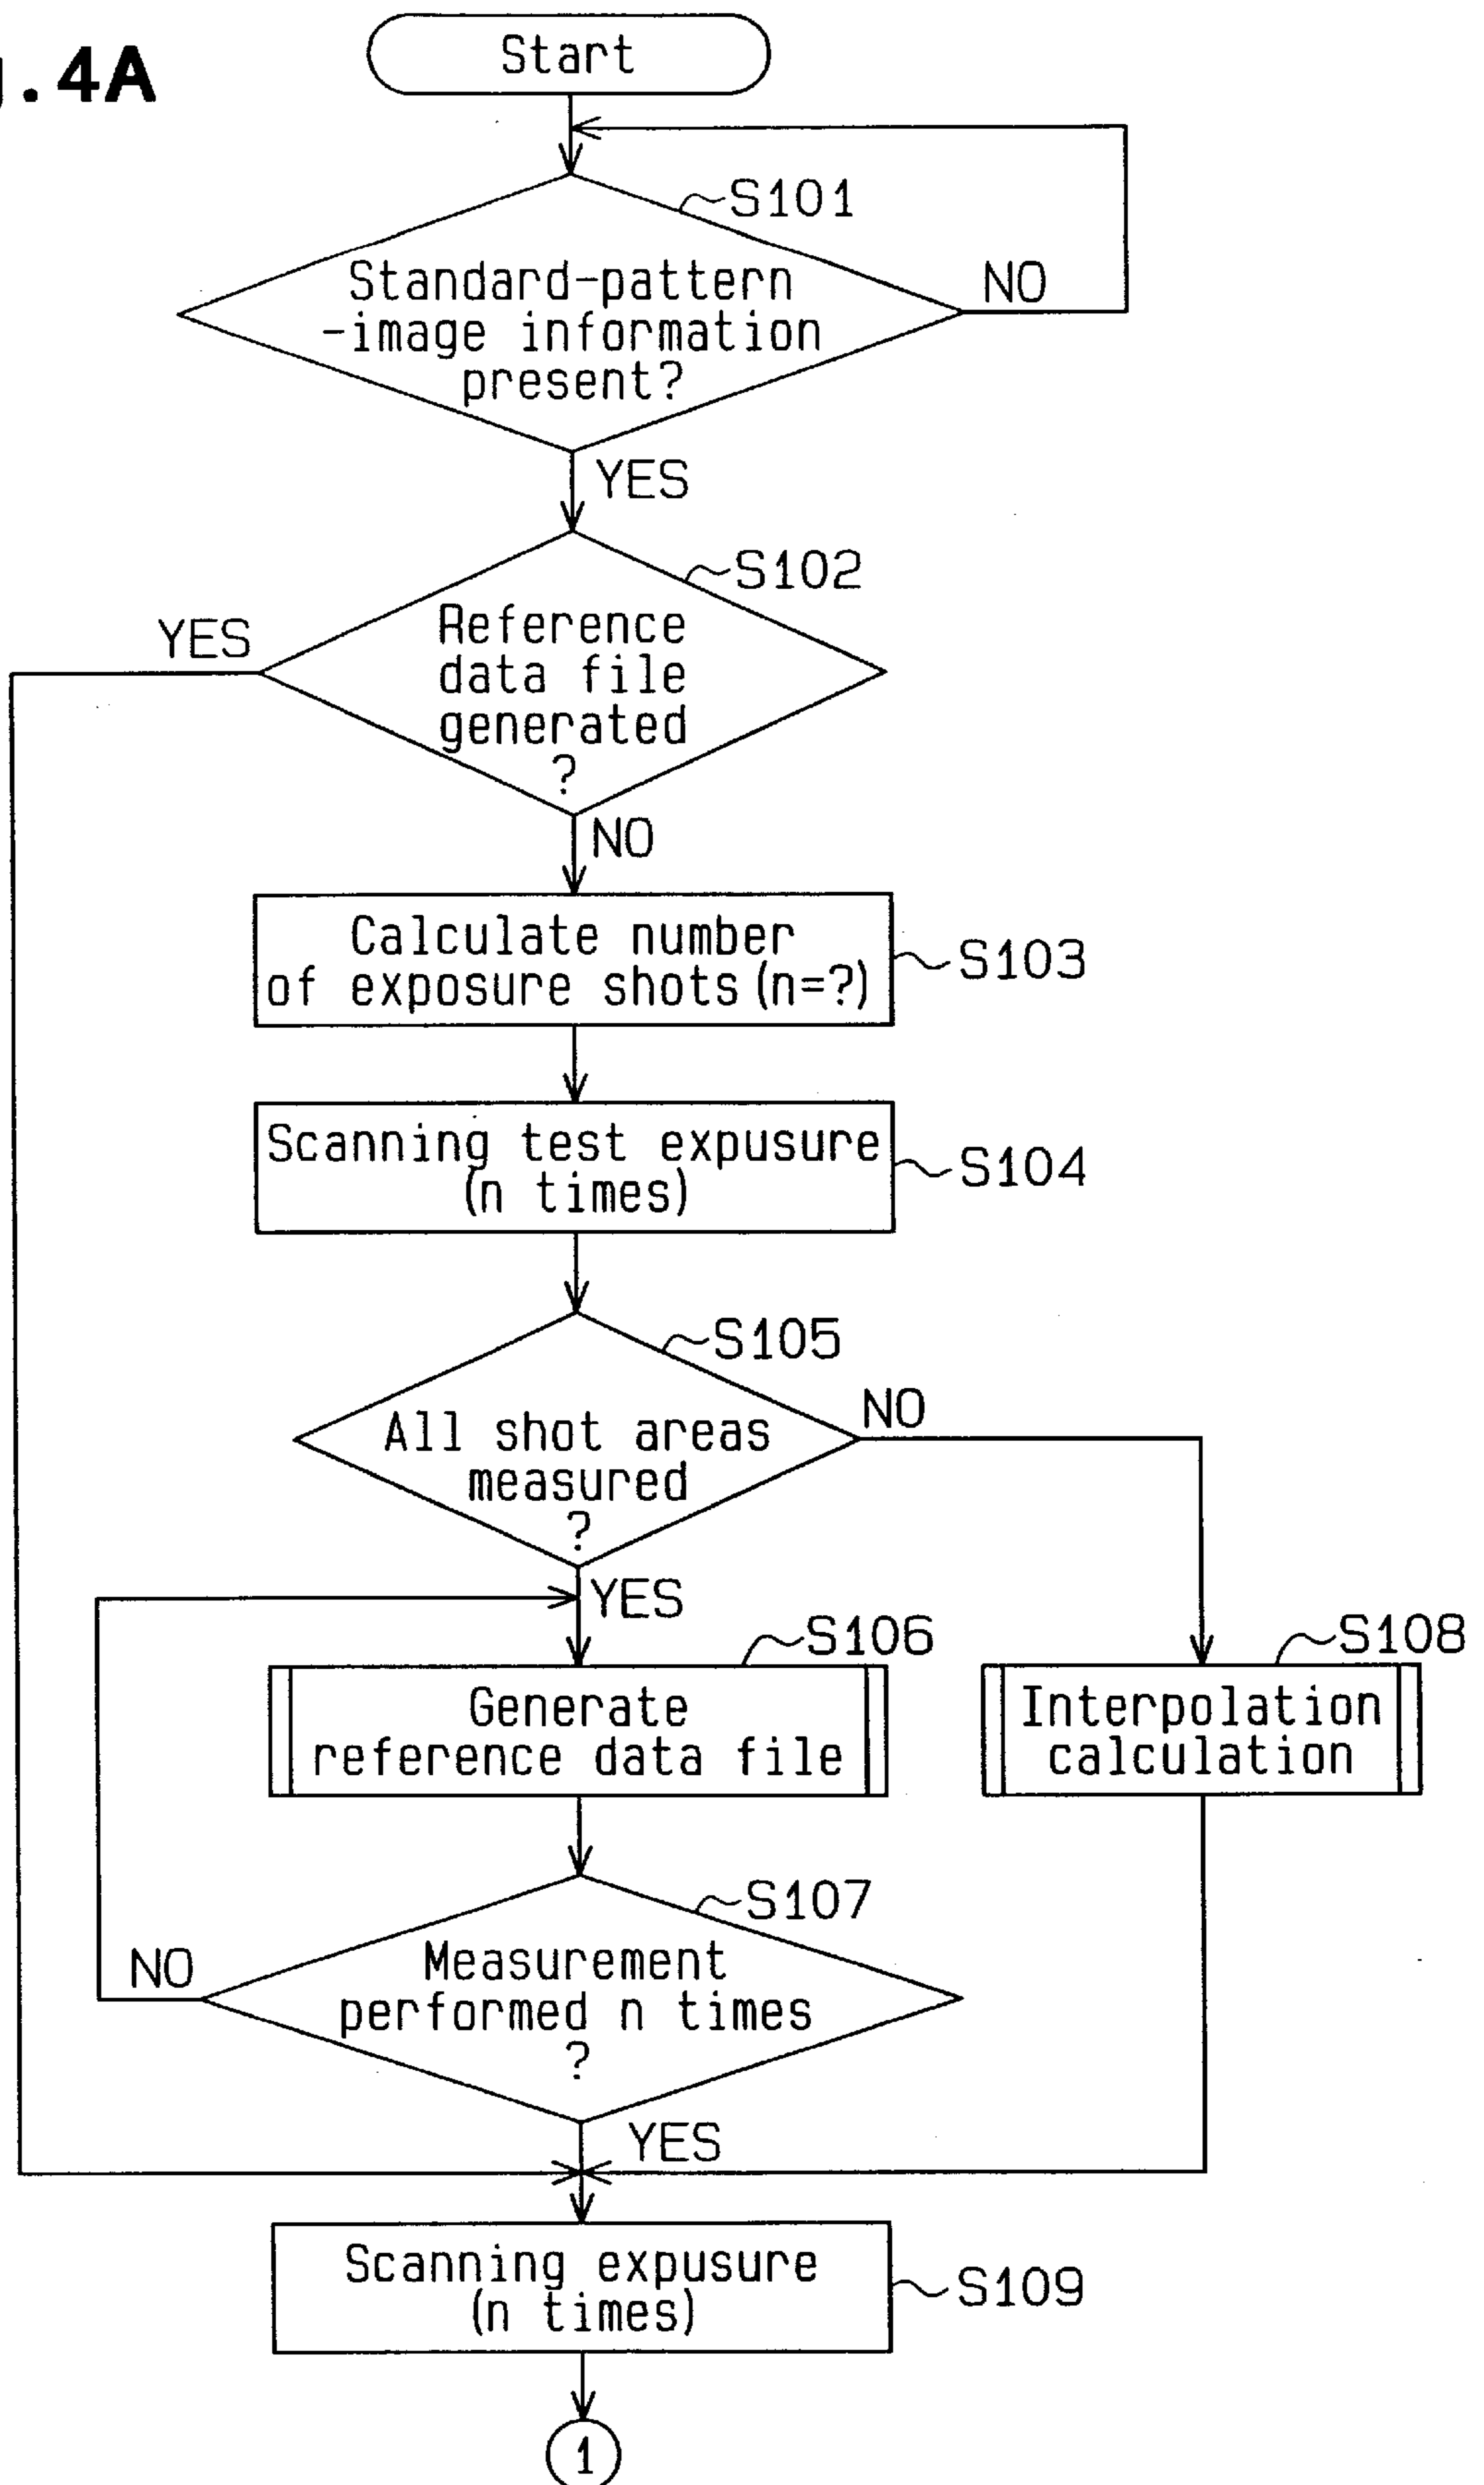 . 4A
Start
S101
Standard-pattern
-image information
present?
NO
YES
S102
YES
Reference
data file
generated
?
NO
Calculate number
of exposure shots (n=?)
S103
Scanning test expusure
(n times)
S104
S105
All shot areas
measured
?
NO
YES
S106
S108
Generate
reference data file
Interpolation
calculation
S107
Measurement
performed n times
?
NO
YES
Scanning expusure
(n times)
S109
1